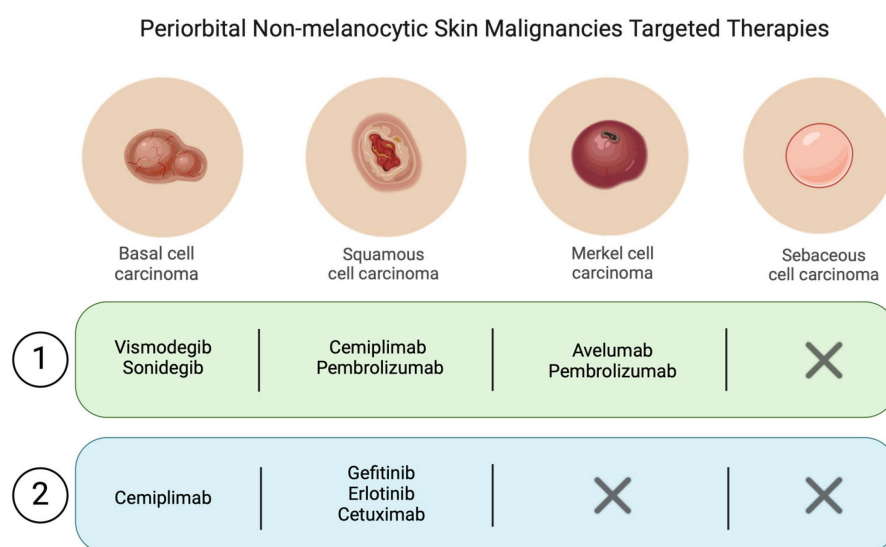 Periorbital Non-melanocytic Skin Malignancies Targeted Therapies
Basal cell
carcinoma
Squamous
cell carcinoma
Merkel cell
carcinoma
Sebaceous
cell carcinoma
1
Vismodegib
Sonidegib
Cemiplimab
Pembrolizumab
Avelumab
Pembrolizumab
2
Cemiplimab
Gefitinib
Erlotinib
Cetuximab